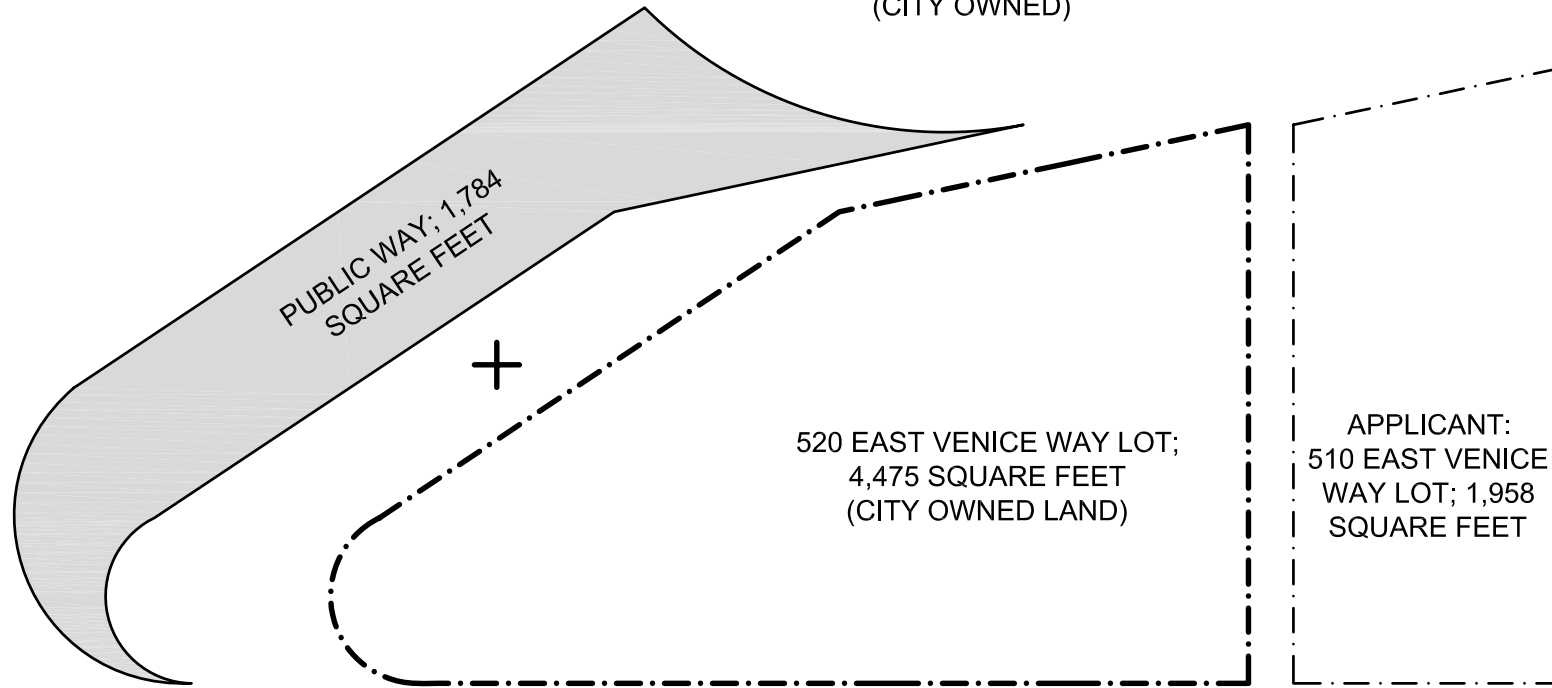 (CITY OWNED)
PUBLIC WAY; 1,784
SQUARE FEET
520 EAST VENICE WAY LOT;
4,475 SQUARE FEET
(CITY OWNED LAND)
APPLICANT:
510 EAST VENICE
WAY LOT; 1,958
SQUARE FEET